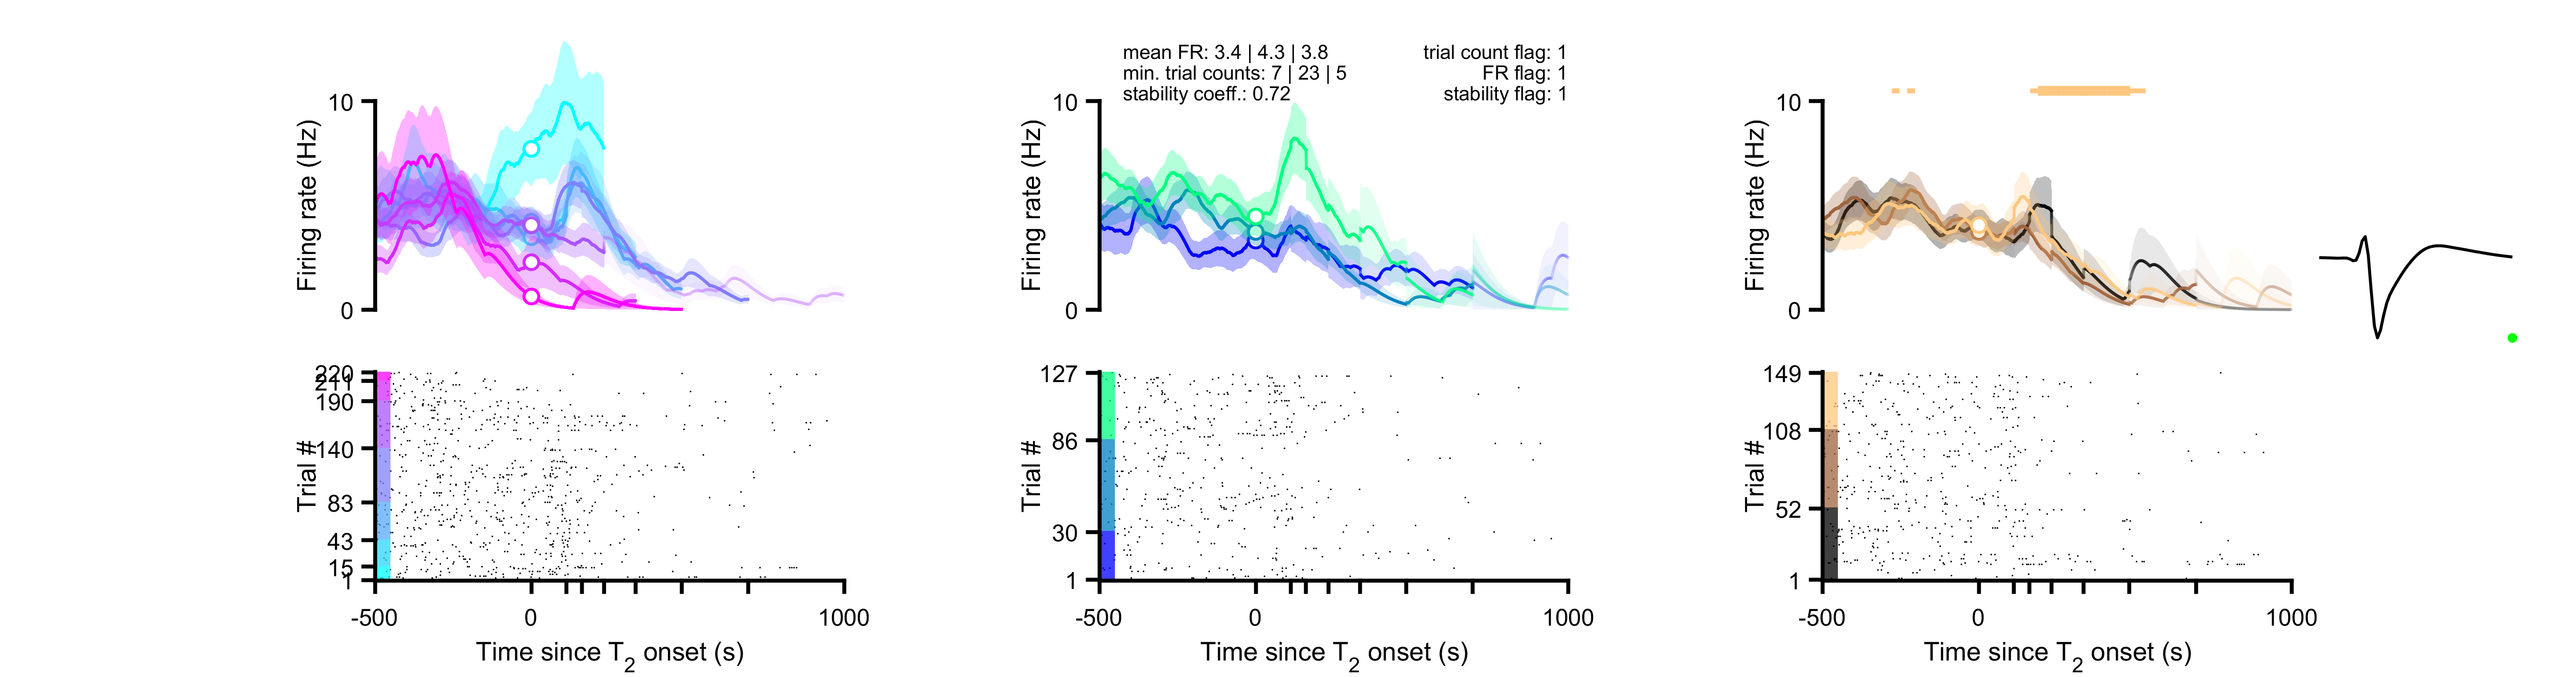 mean FR: 3.4 | 4.3 | 3.8
min. trial counts: 7 | 23 | 5
stability coeff.: 0.72
trial count flag: 1
FR flag: 1
stability flag: 1
Firing rate (Hz)
10
0
Firing rate (Hz)
10
0
Firing rate (Hz)
10
0
Trial #
220
211
190
140
83
43
15
1
-500
0
1000
Time since T2 onset (s)
Trial #
127
86
30
1
-500
0
1000
Time since T2 onset (s)
Trial #
149
108
52
1
-500
0
1000
Time since T2 onset (s)